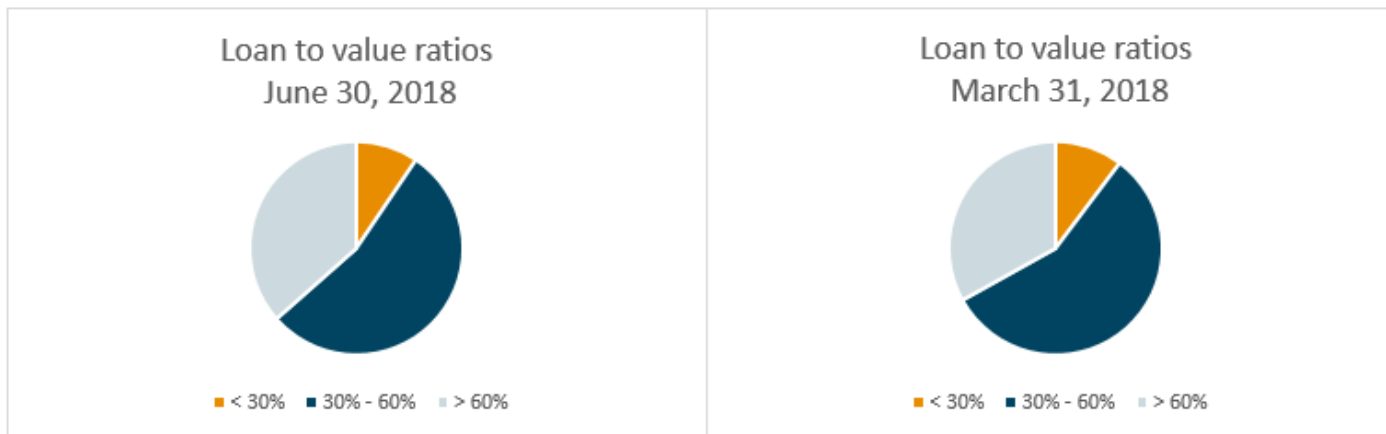 Loan to value ratios
June 30, 2018
< 30% 30% - 60% > 60%
Loan to value ratios
March 31, 2018
< 30% 30% - 60% > 60%